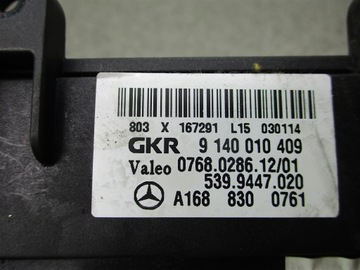 803 X 167291 L15 030114
GKR 9 140 010 409
Valeo 0768.0286.12/01
539.9447.020
A168 830 0761